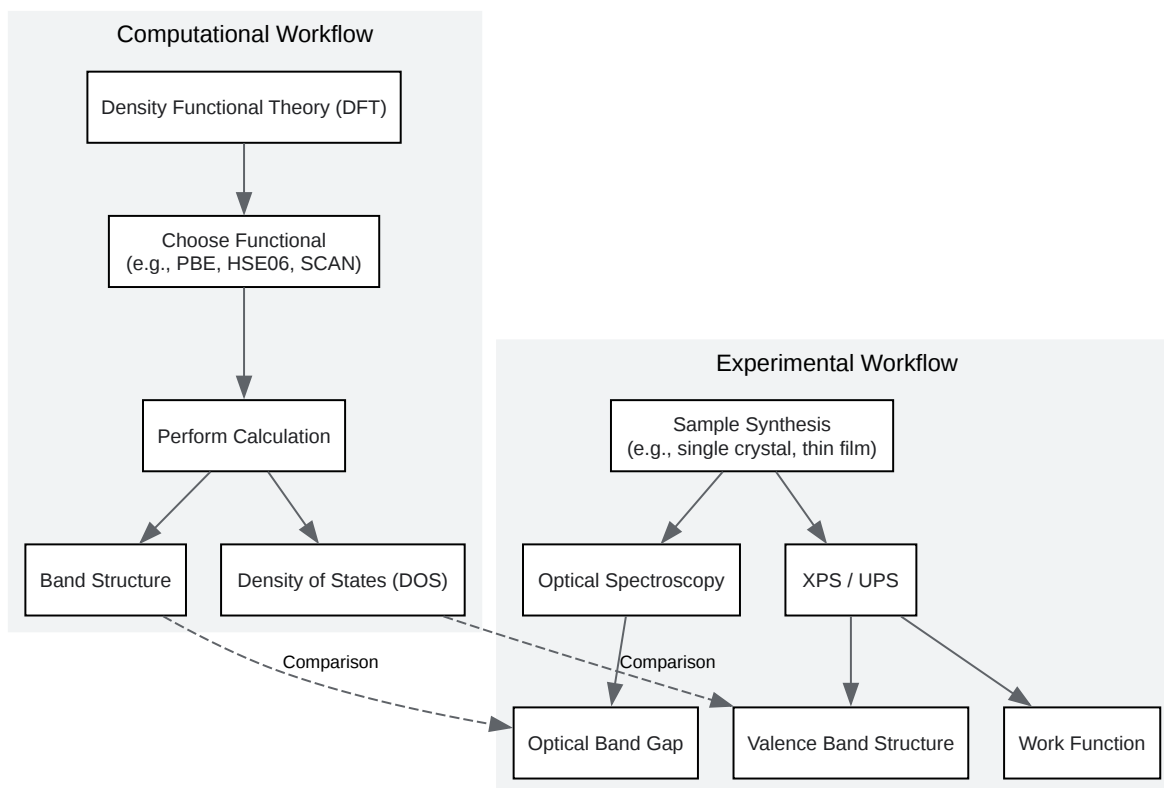 Computational Workflow
Density Functional Theory (DFT)
Choose Functional
(e.g., PBE, HSE06, SCAN)
Perform Calculation
Band Structure
Density of States (DOS)
Experimental Workflow
Sample Synthesis
(e.g., single crystal, thin film)
Optical Spectroscopy
XPS / UPS
Comparison
Comparison
Optical Band Gap
Valence Band Structure
Work Function